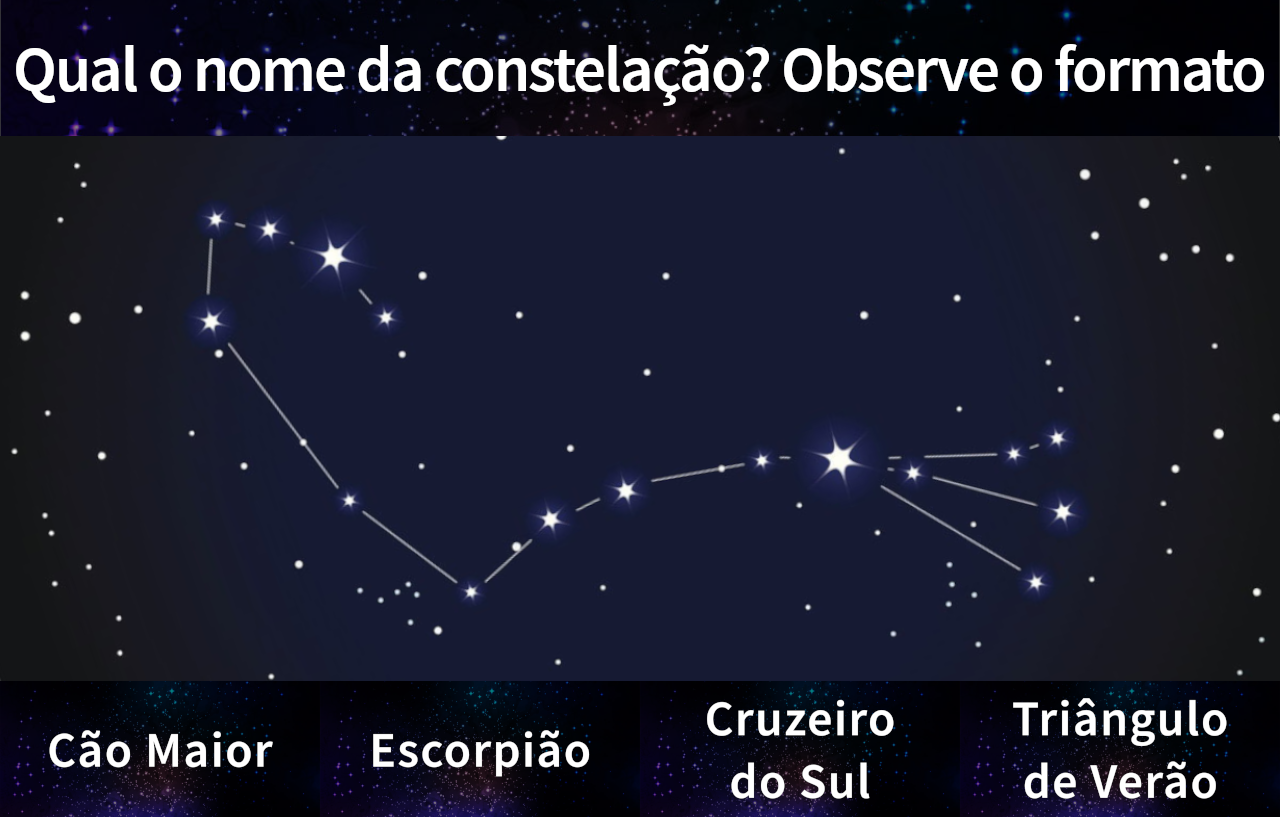 Qual o nome da constelação? Observe o formato
Cão Maior
Escorpião
Cruzeiro
do Sul
Triângulo
de Verão